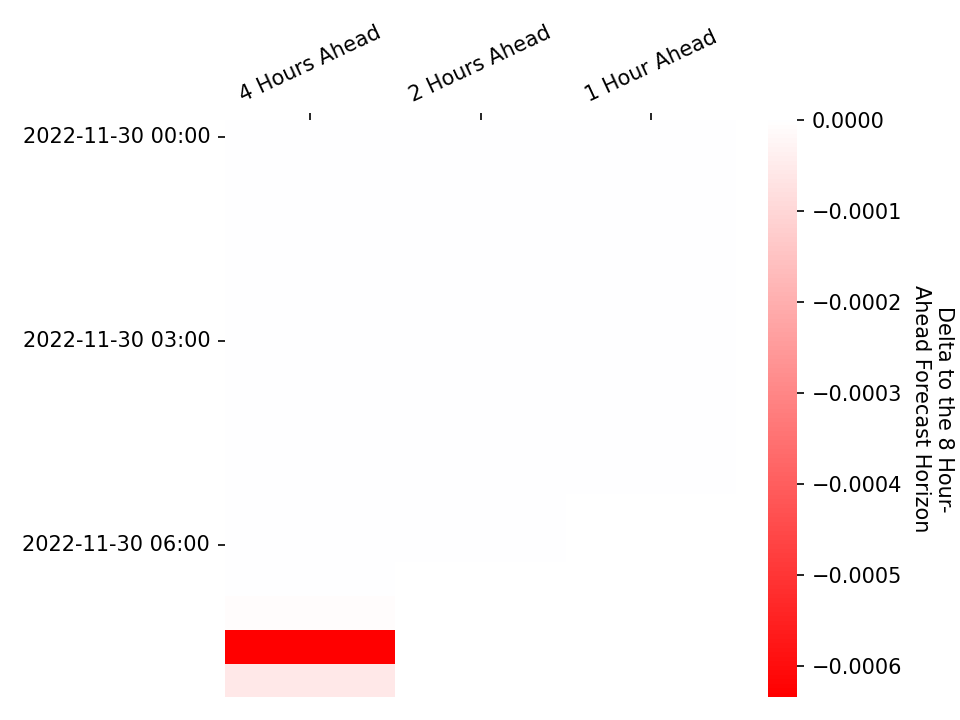 4 Hours Ahead
2 Hours Ahead
1 Hour Ahead
2022-11-30 00:00
2022-11-30 03:00
2022-11-30 06:00
0.0000
−0.0001
−0.0002
−0.0003
−0.0004
−0.0005
−0.0006
Delta to the 8 Hour-
Ahead Forecast Horizon